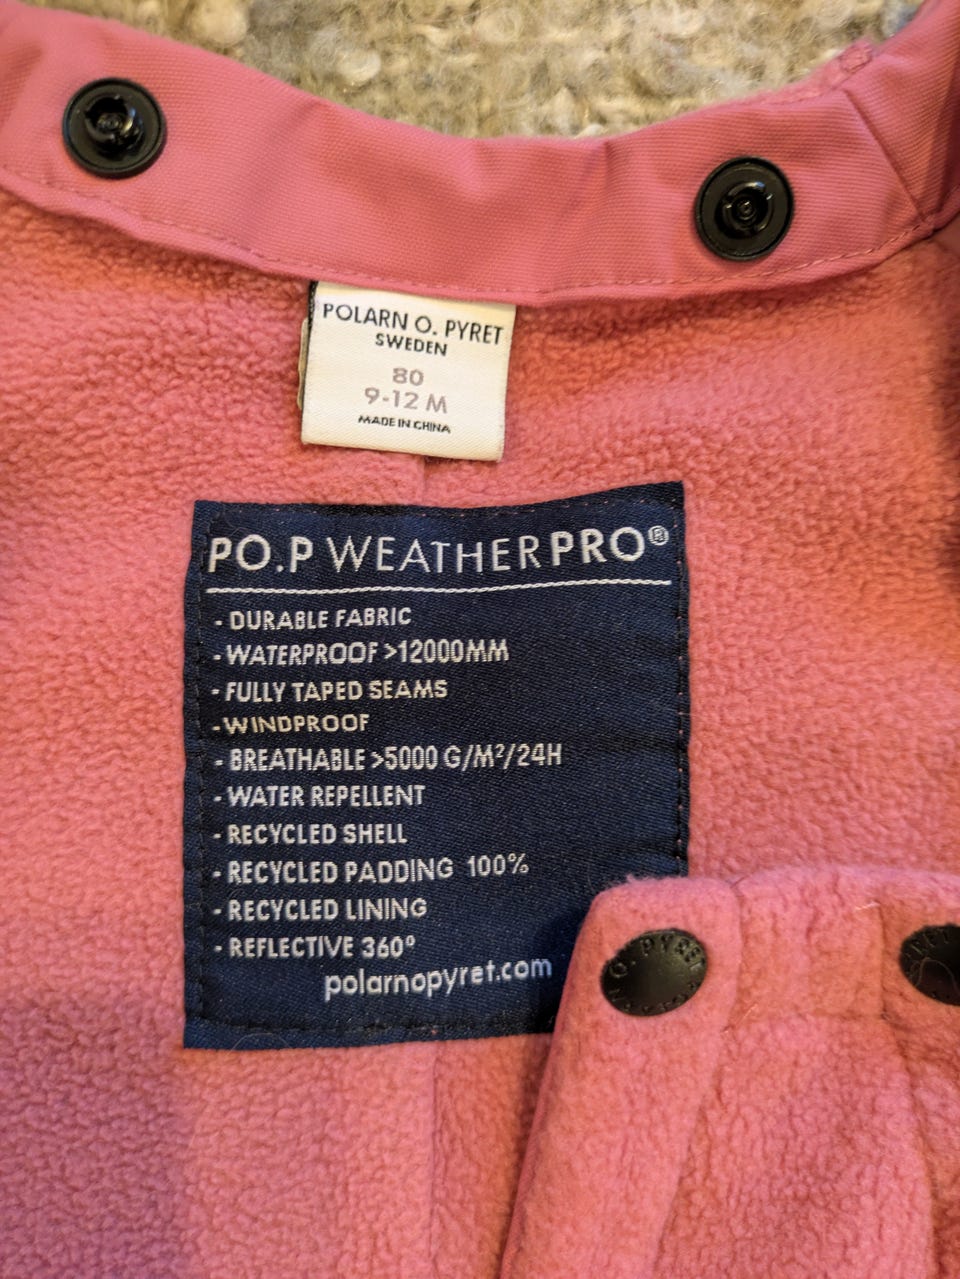 POLARN O. PYRET
SWEDEN
80
9-12 M
MADE IN CHINA
PO.P WEATHERPRO®
- DURABLE FABRIC
- WATERPROOF >12000MM
- FULLY TAPED SEAMS
- WINDPROOF
- BREATHABLE >5000 G/M²/24H
- WATER REPELLENT
- RECYCLED SHELL
- RECYCLED PADDING 100%
- RECYCLED LINING
- REFLECTIVE 360°
polarnopyret.com
O. PYRET